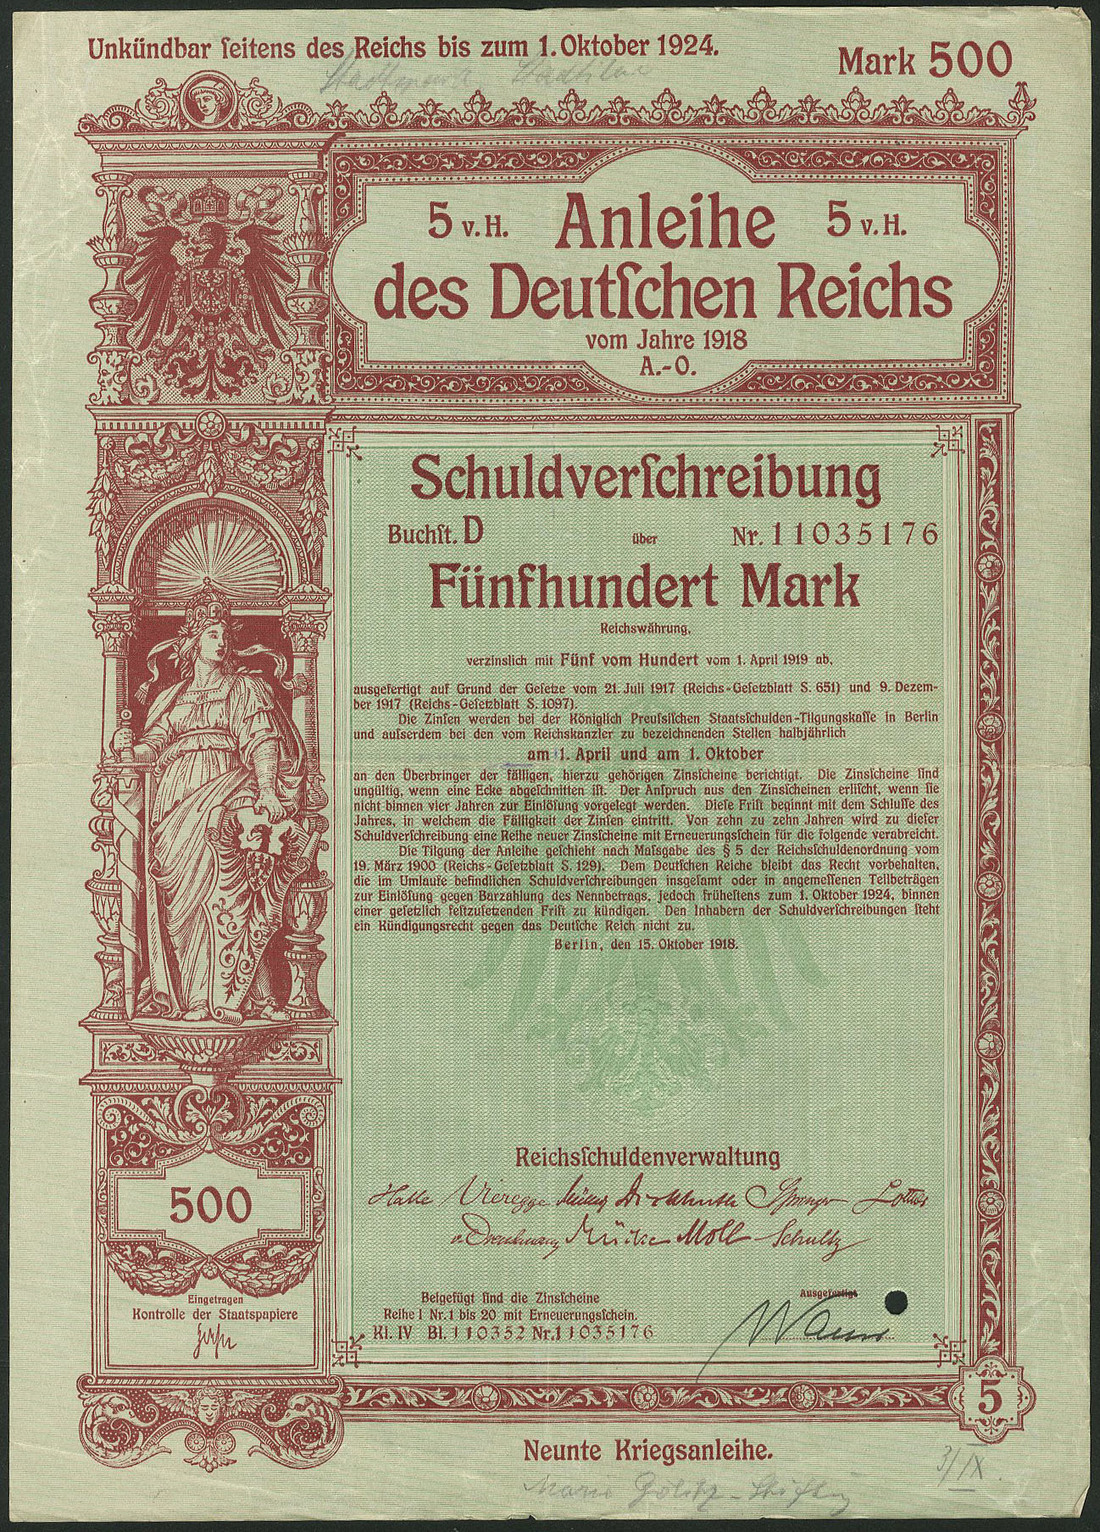 Unkündbar ſeitens des Reichs bis zum 1. Oktober 1924.
Mark 500
5 v. H. Anleihe 5 v. H.
des Deutſchen Reichs
vom Jahre 1918
A.-O.
Schuldverſchreibung
Buchſt. D über Nr. 11035176
Fünfhundert Mark
Reichswährung,
verzinslich mit Fünf vom Hundert vom 1. April 1919 ab,
ausgefertigt auf Grund der Geſetze vom 21. Juli 1917 (Reichs-Geſetzblatt S. 651) und 9. Dezem-
ber 1917 (Reichs-Geſetzblatt S. 1097).
Die Zinſen werden bei der Königlich Preuſsiſchen Staatsſchulden-Tilgungskaſſe in Berlin
und auſserdem bei den vom Reichskanzler zu bezeichnenden Stellen halbjährlich
am 1. April und am 1. Oktober
an den Überbringer der fälligen, hierzu gehörigen Zinsſcheine berichtigt. Die Zinsſcheine ſind
ungültig, wenn eine Ecke abgeſchnitten iſt. Der Anſpruch aus den Zinsſcheinen erliſcht, wenn ſie
nicht binnen vier Jahren zur Einlöſung vorgelegt werden. Dieſe Friſt beginnt mit dem Schluſſe des
Jahres, in welchem die Fälligkeit der Zinſen eintritt. Von zehn zu zehn Jahren wird zu dieſer
Schuldverſchreibung eine Reihe neuer Zinsſcheine mit Erneuerungsſchein für die folgende verabreicht.
Die Tilgung der Anleihe geſchieht nach Maſsgabe des § 5 der Reichsſchuldenordnung vom
19. März 1900 (Reichs-Geſetzblatt S. 129). Dem Deutſchen Reiche bleibt das Recht vorbehalten,
die im Umlaufe befindlichen Schuldverſchreibungen insgeſamt oder in angemeſſenen Teilbeträgen
zur Einlöſung gegen Barzahlung des Nennbetrags, jedoch früheſtens zum 1. Oktober 1924, binnen
einer geſetzlich feſtzuſetzenden Friſt zu kündigen. Den Inhabern der Schuldverſchreibungen ſteht
ein Kündigungsrecht gegen das Deutſche Reich nicht zu.
Berlin, den 15. Oktober 1918.
Reichsſchuldenverwaltung
Halle Vieregge Springer
Mücke Moll Schultz
500
Eingetragen
Kontrolle der Staatspapiere
Beigefügt ſind die Zinsſcheine
Reihe I Nr. 1 bis 20 mit Erneuerungsſchein.
Kl. IV Bl. 110352 Nr. 11035176
Ausgefertigt
5
Neunte Kriegsanleihe.
3/IX.